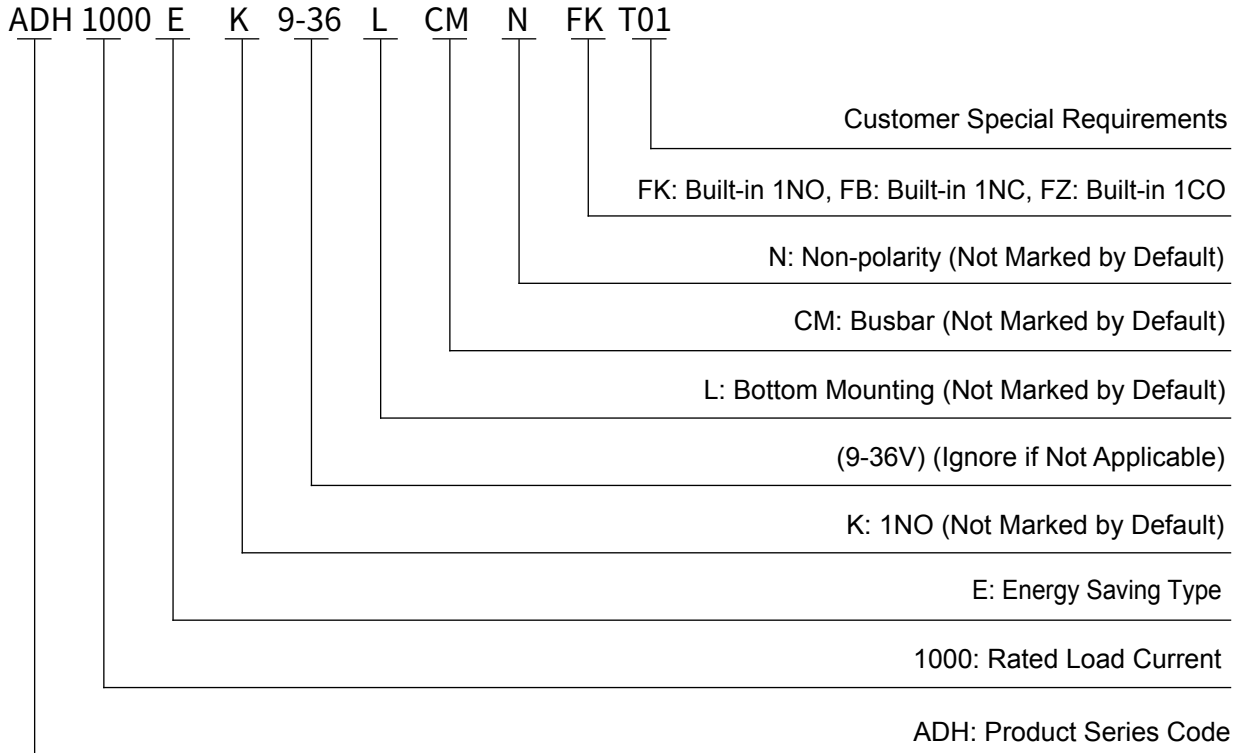 ADH 1000 E K 9-36 L CM N FK T01
Customer Special Requirements
FK: Built-in 1NO, FB: Built-in 1NC, FZ: Built-in 1CO
N: Non-polarity (Not Marked by Default)
CM: Busbar (Not Marked by Default)
L: Bottom Mounting (Not Marked by Default)
(9-36V) (Ignore if Not Applicable)
K: 1NO (Not Marked by Default)
E: Energy Saving Type
1000: Rated Load Current
ADH: Product Series Code